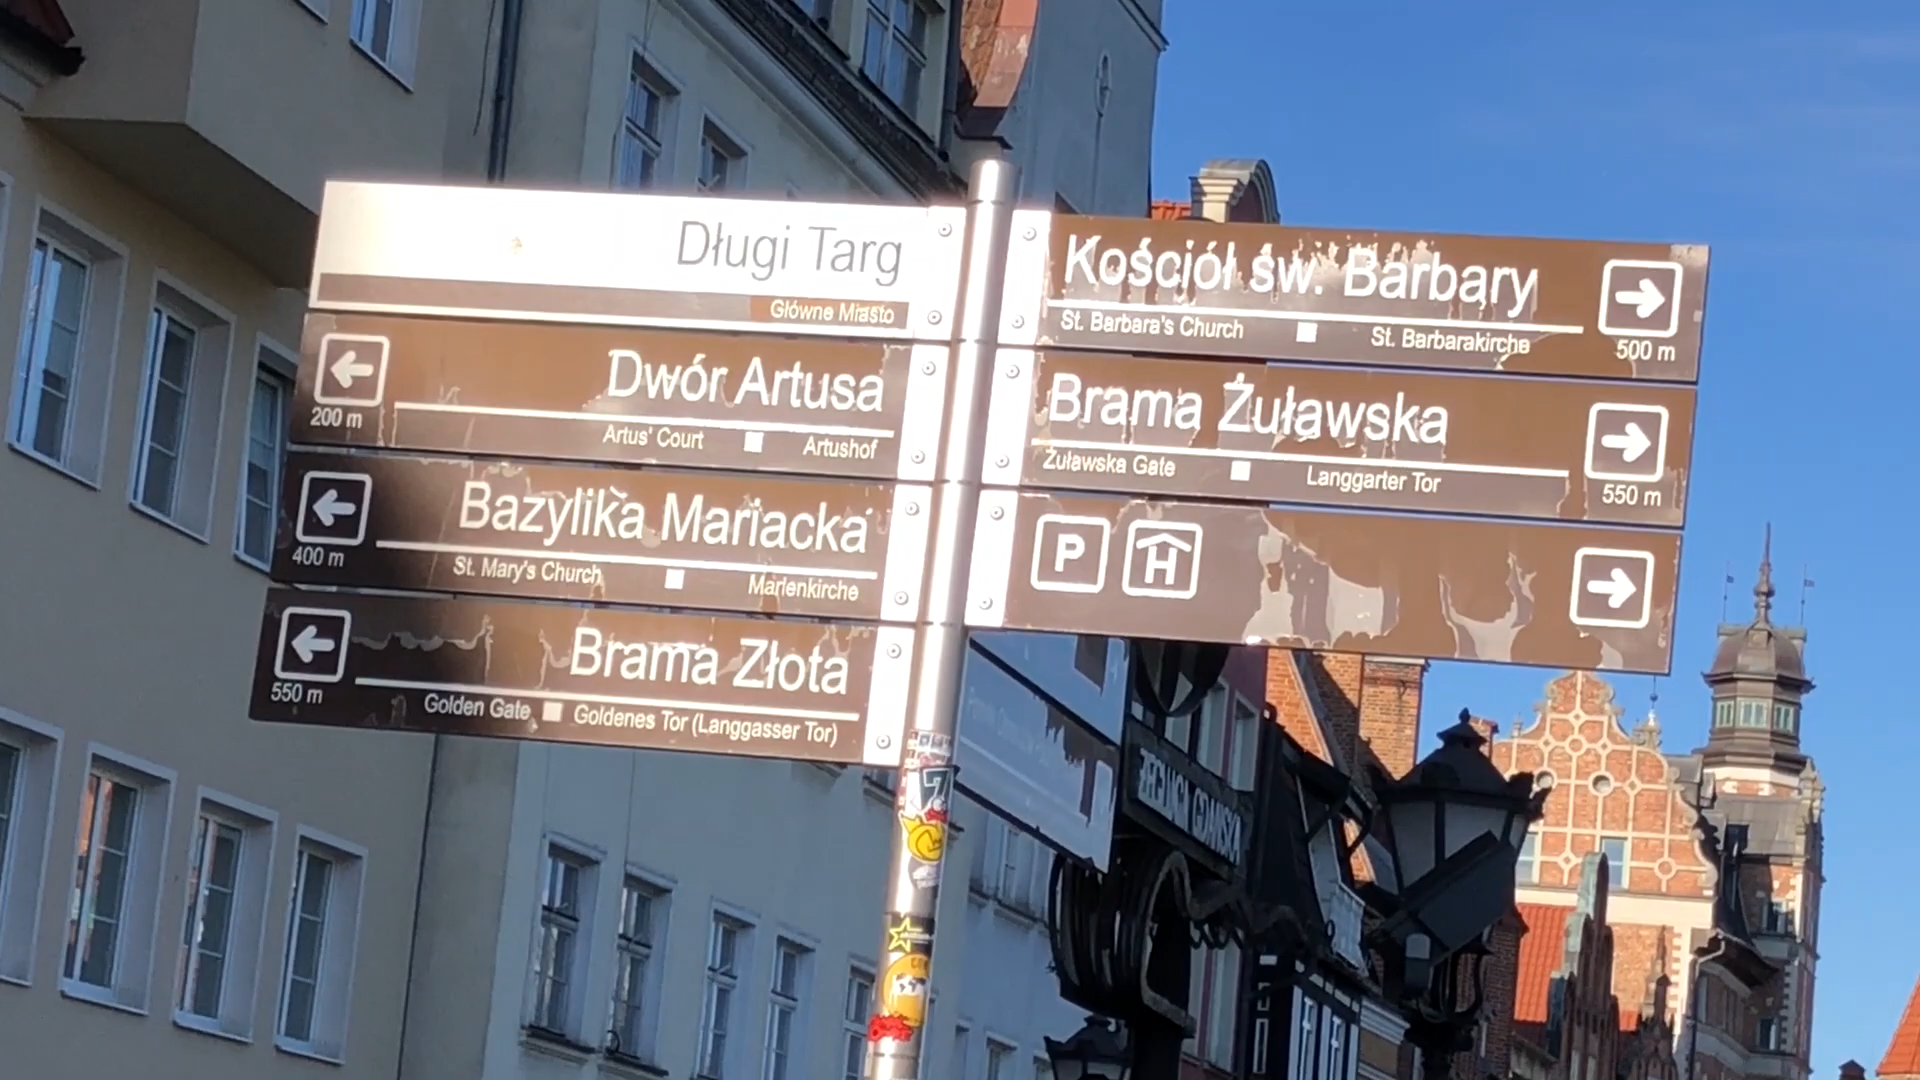 Długi Targ
Główne Miasto
Dwór Artusa
200 m
Artus' Court Artushof
Bazylika Mariacka
400 m
St. Mary's Church Marienkirche
Brama Złota
550 m
Golden Gate Goldenes Tor (Langgasser Tor)
Kościół św. Barbary
St. Barbara's Church St. Barbarakirche
500 m
Brama Żuławska
Żuławska Gate Langgarter Tor
550 m
P H
7